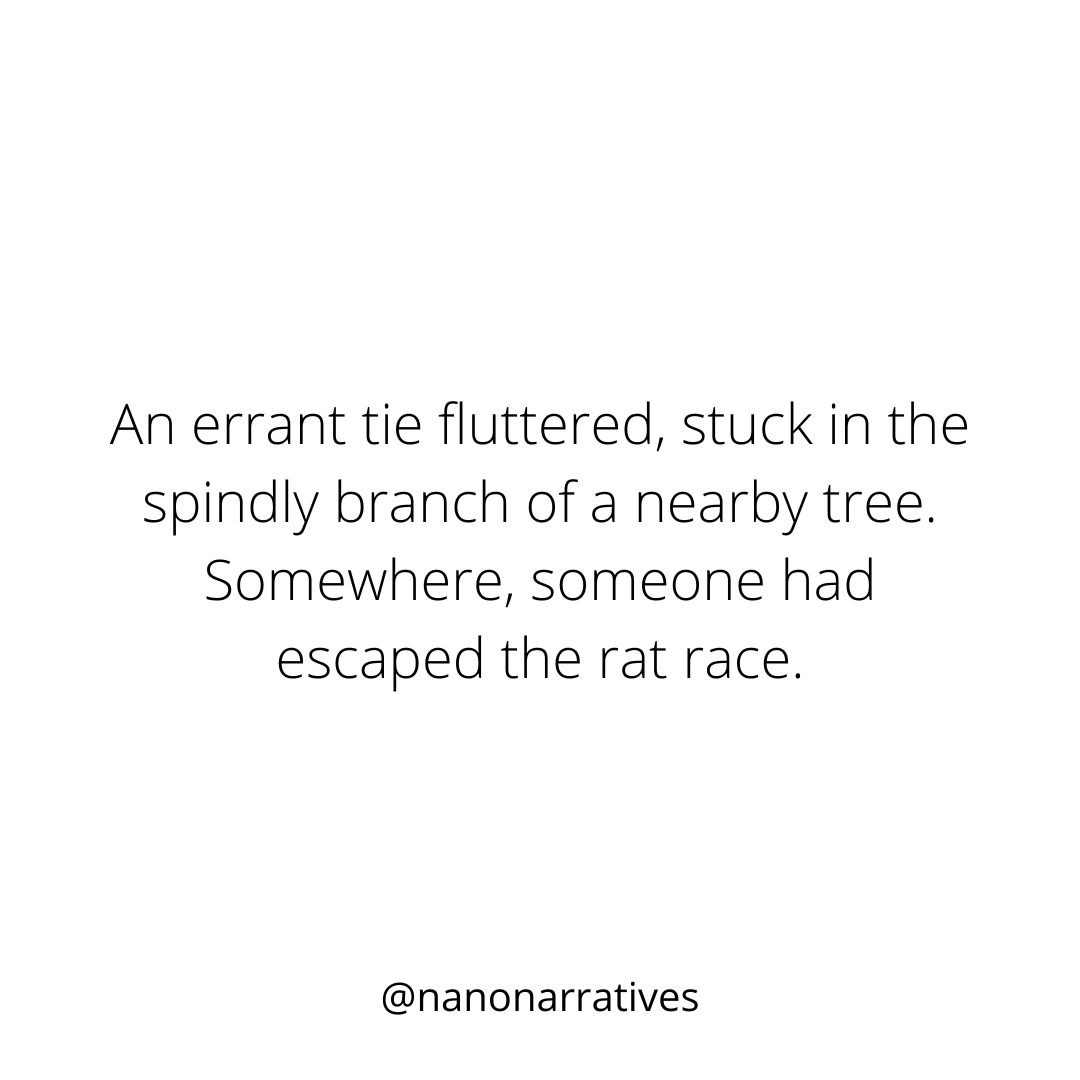 An errant tie fluttered, stuck in the
spindly branch of a nearby tree.
Somewhere, someone had
escaped the rat race.
@nanonarratives